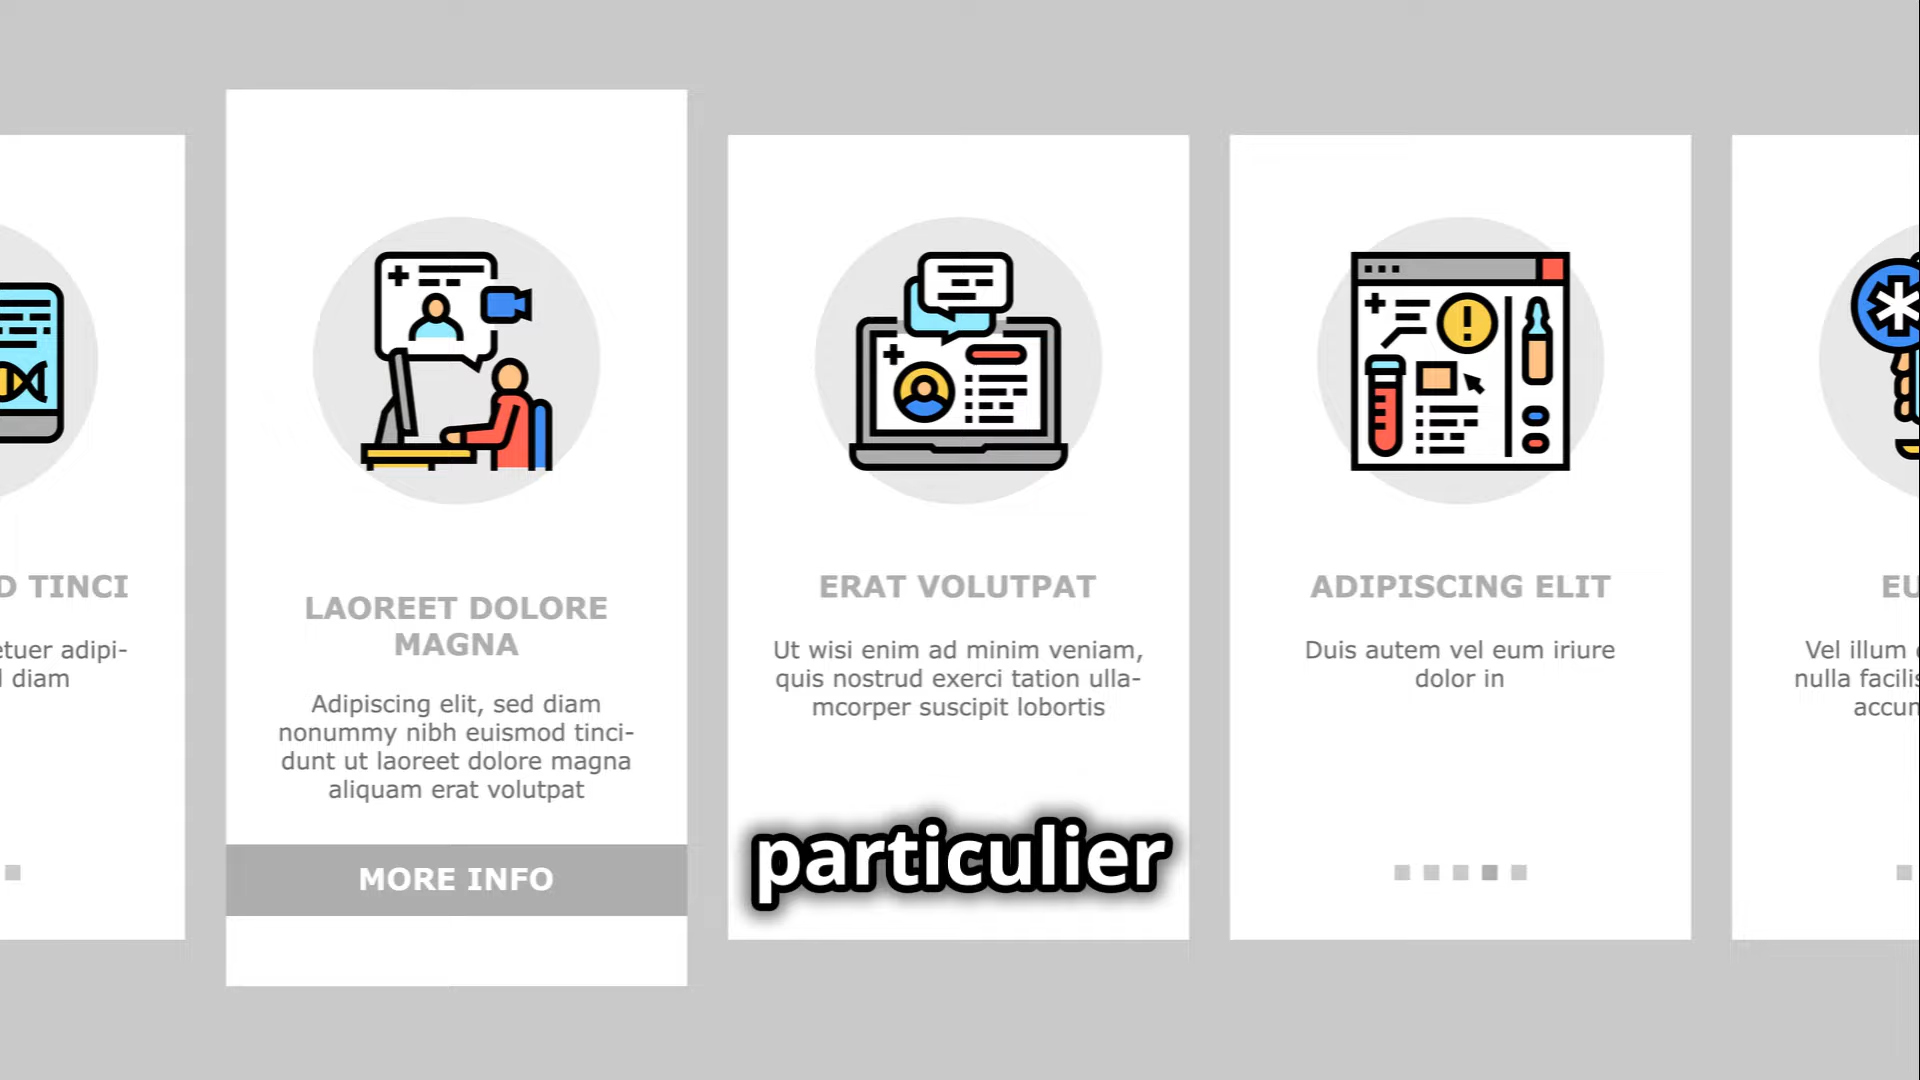 D TINCI
etuer adipi-
d diam
LAOREET DOLORE
MAGNA
Adipiscing elit, sed diam
nonummy nibh euismod tinci-
dunt ut laoreet dolore magna
aliquam erat volutpat
MORE INFO
ERAT VOLUTPAT
Ut wisi enim ad minim veniam,
quis nostrud exerci tation ulla-
mcorper suscipit lobortis
particulier
ADIPISCING ELIT
Duis autem vel eum iriure
dolor in
EU
Vel illum
nulla facilis
accum